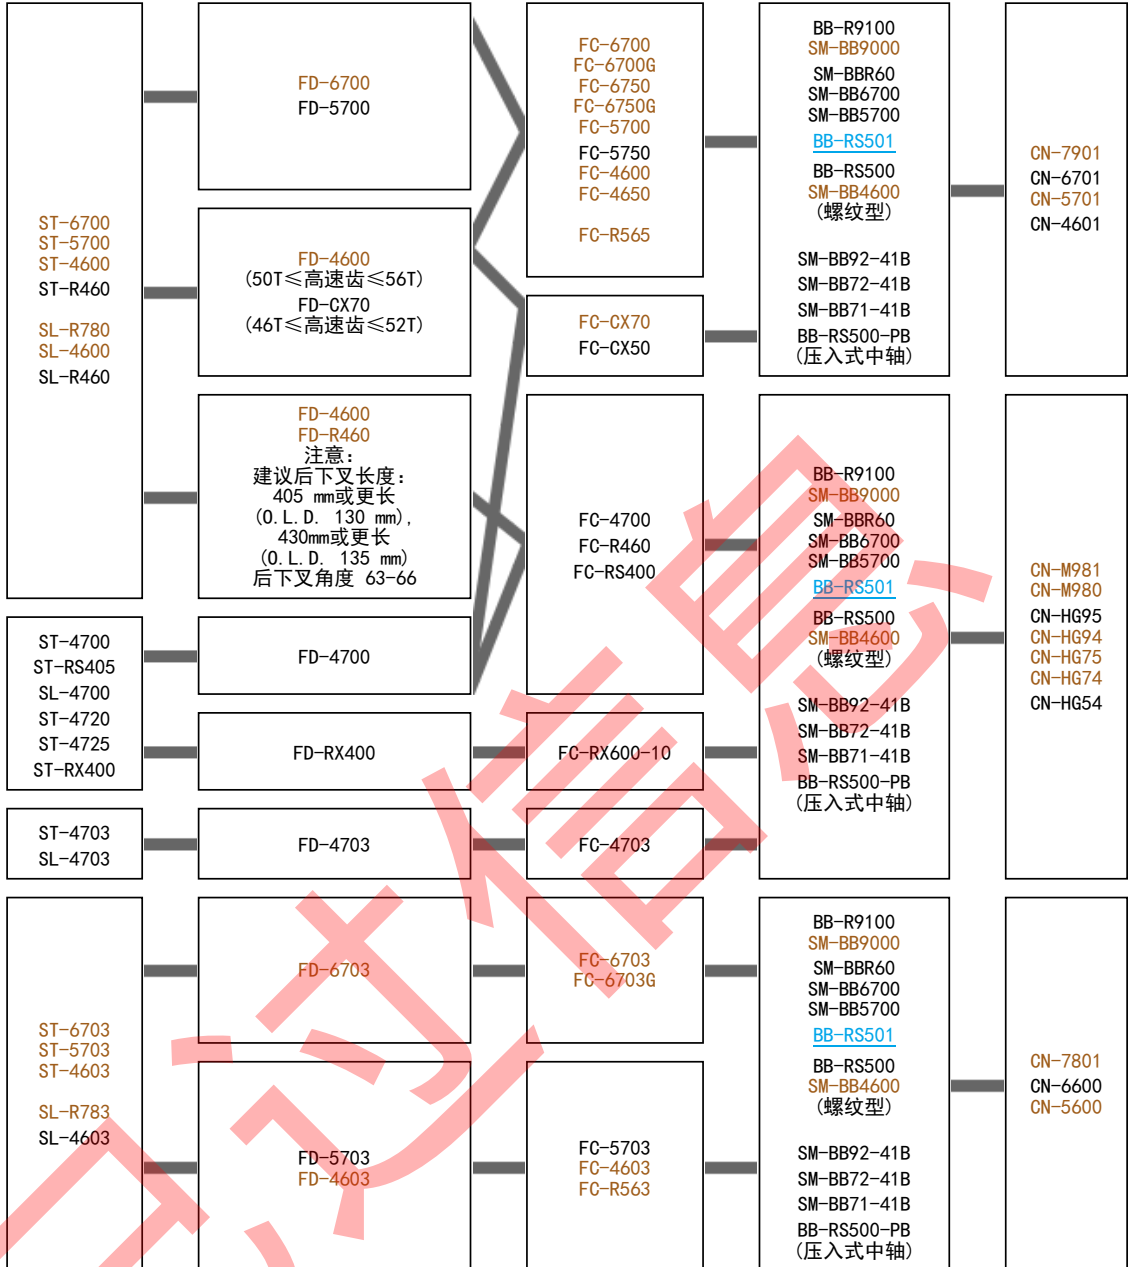 ST-6700
ST-5700
ST-4600
ST-R460
SL-R780
SL-4600
SL-R460
FD-6700
FD-5700
FD-4600
(50T≤高速齿≤56T)
FD-CX70
(46T≤高速齿≤52T)
FD-4600
FD-R460
注意:
建议后下叉长度:
405 mm或更长
(O.L.D. 130 mm),
430mm或更长
(O.L.D. 135 mm)
后下叉角度 63-66
FC-6700
FC-6700G
FC-6750
FC-6750G
FC-5700
FC-5750
FC-4600
FC-4650
FC-R565
FC-CX70
FC-CX50
BB-R9100
SM-BB9000
SM-BBR60
SM-BB6700
SM-BB5700
BB-RS501
BB-RS500
SM-BB4600
(螺纹型)
SM-BB92-41B
SM-BB72-41B
SM-BB71-41B
BB-RS500-PB
(压入式中轴)
CN-7901
CN-6701
CN-5701
CN-4601
ST-4700
ST-RS405
SL-4700
ST-4720
ST-4725
ST-RX400
FD-4700
FD-RX400
FC-4700
FC-R460
FC-RS400
FC-RX600-10
ST-4703
SL-4703
FD-4703
FC-4703
BB-R9100
SM-BB9000
SM-BBR60
SM-BB6700
SM-BB5700
BB-RS501
BB-RS500
SM-BB4600
(螺纹型)
SM-BB92-41B
SM-BB72-41B
SM-BB71-41B
BB-RS500-PB
(压入式中轴)
CN-M981
CN-M980
CN-HG95
CN-HG94
CN-HG75
CN-HG74
CN-HG54
ST-6703
ST-5703
ST-4603
SL-R783
SL-4603
FD-6703
FD-5703
FD-4603
FC-6703
FC-6703G
FC-5703
FC-4603
FC-R563
BB-R9100
SM-BB9000
SM-BBR60
SM-BB6700
SM-BB5700
BB-RS501
BB-RS500
SM-BB4600
(螺纹型)
SM-BB92-41B
SM-BB72-41B
SM-BB71-41B
BB-RS500-PB
(压入式中轴)
CN-7801
CN-6600
CN-5600
过信息